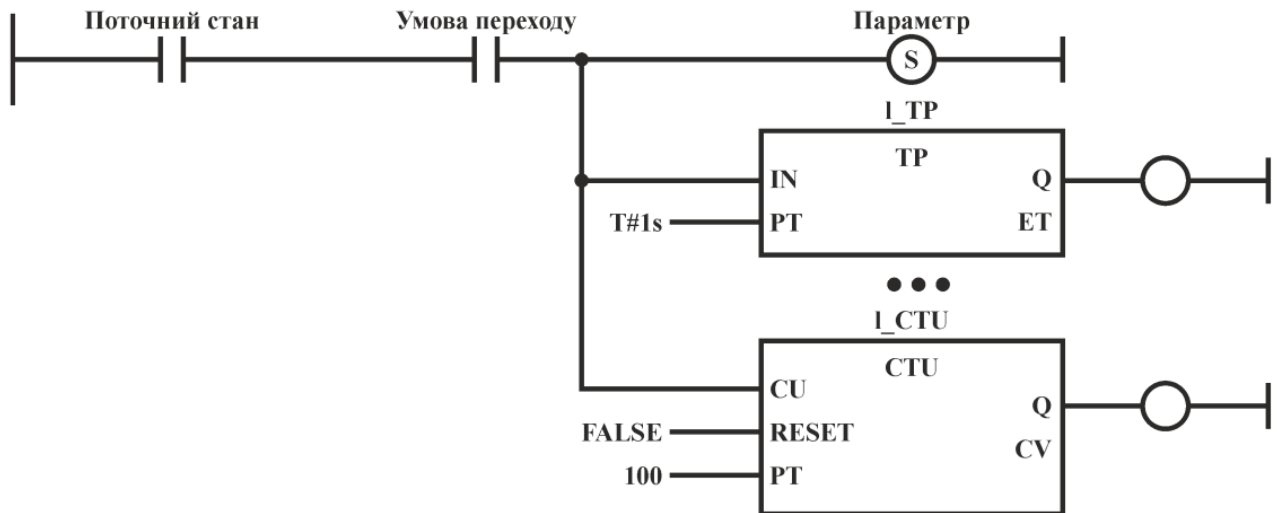 Поточний стан
Умова переходу
Параметр
S
I_TP
TP
IN
Q
T#1s
PT
ET
I_CTU
CTU
CU
Q
FALSE
RESET
CV
100
PT